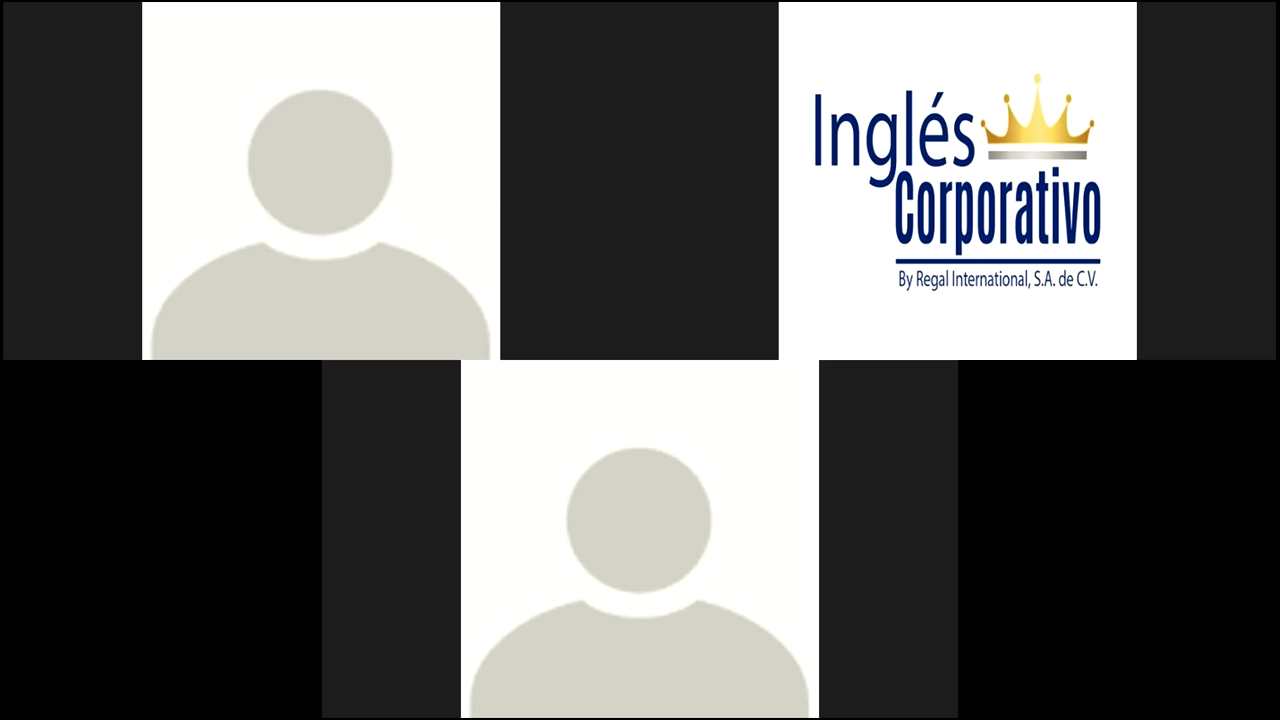 Inglés
Corporativo
By Regal International, S.A. de C.V.